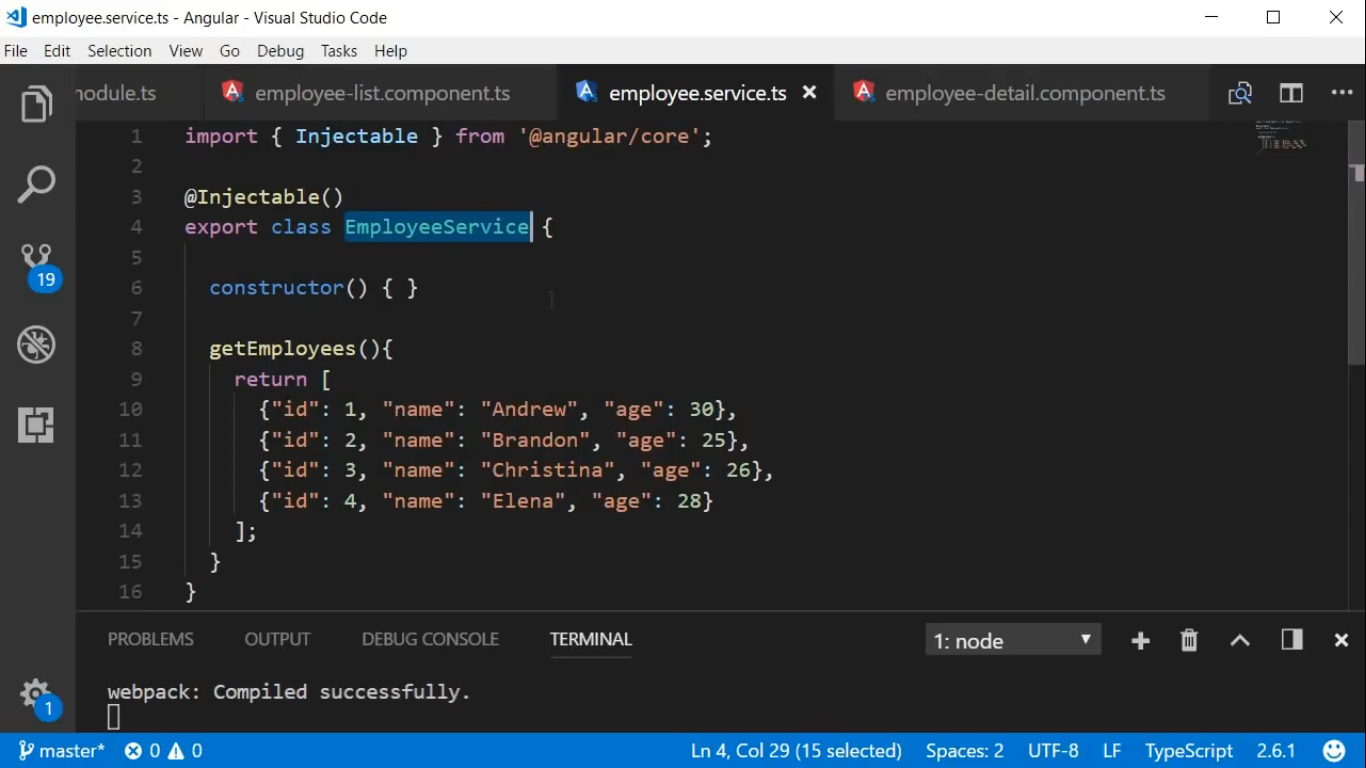 employee.service.ts - Angular - Visual Studio Code
File Edit Selection View Go Debug Tasks Help
nodule.ts employee-list.component.ts employee.service.ts employee-detail.component.ts
1 import { Injectable } from '@angular/core';
2
3 @Injectable()
4 export class EmployeeService {
5
6 constructor() { }
7
8 getEmployees(){
9 return [
10 {"id": 1, "name": "Andrew", "age": 30},
11 {"id": 2, "name": "Brandon", "age": 25},
12 {"id": 3, "name": "Christina", "age": 26},
13 {"id": 4, "name": "Elena", "age": 28}
14 ];
15 }
16 }
19
1
PROBLEMS OUTPUT DEBUG CONSOLE TERMINAL 1: node
webpack: Compiled successfully.
master* 0 0 Ln 4, Col 29 (15 selected) Spaces: 2 UTF-8 LF TypeScript 2.6.1